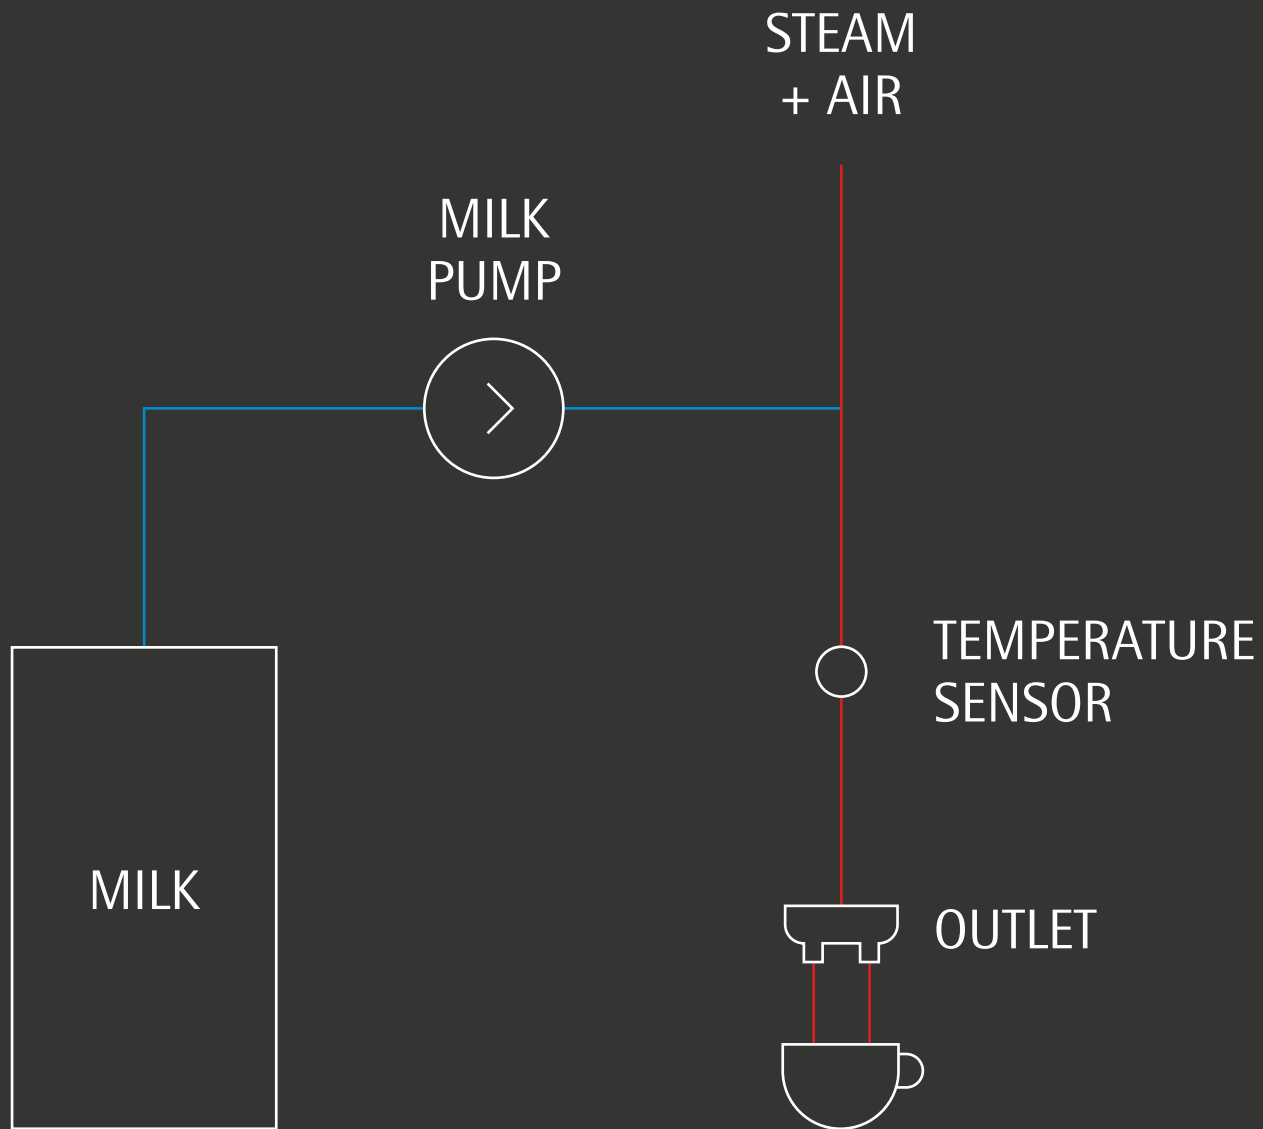 STEAM
+ AIR
MILK
PUMP
TEMPERATURE
SENSOR
MILK
OUTLET